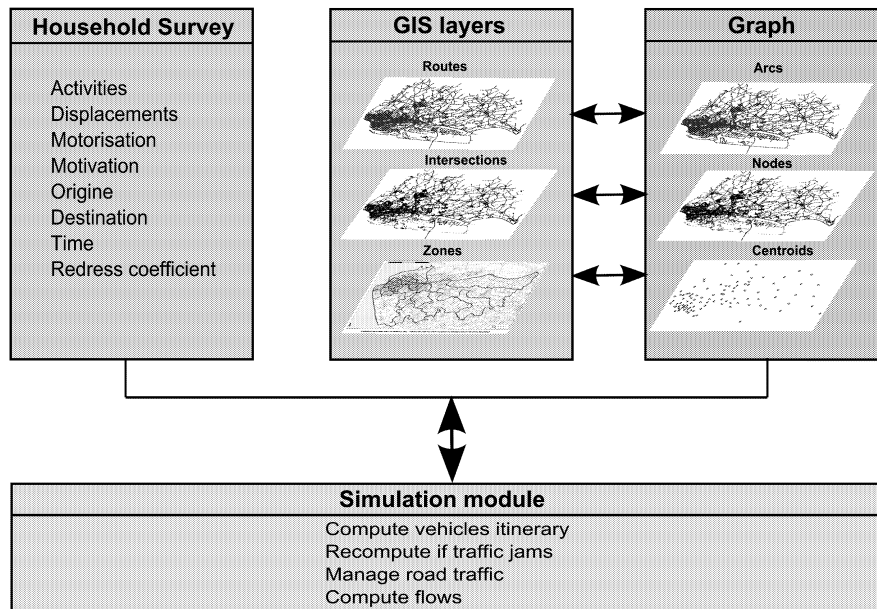 Household Survey
Activities
Displacements
Motorisation
Motivation
Origine
Destination
Time
Redress coefficient
GIS layers
Routes
Intersections
Zones
Graph
Arcs
Nodes
Centroids
Simulation module
Compute vehicles itinerary
Recompute if traffic jams
Manage road traffic
Compute flows